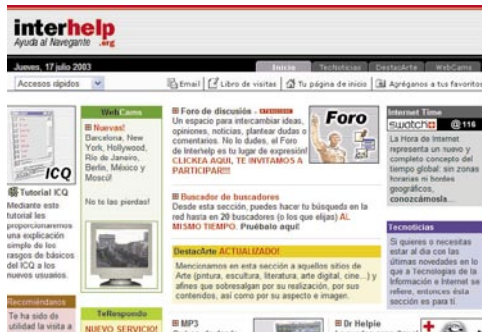 interhelp
Ayuda al Navegante .org
Jueves, 17 julio 2003
Inicio
TecNoticias
DestacArte
WebCams
Accesos rápidos
Email
Libro de visitas
Tu página de inicio
Agréganos a tus favoritos
ICQ
Tutorial ICQ
Mediante este
tutorial les
proporcionaremos
una explicación
simple de los
rasgos de básicos
del ICQ a los
nuevos usuarios.
Recomiéndanos
Te ha sido de
utilidad la visita a
WebCams
Nuevas!
Barcelona, New
York, Hollywood,
Río de Janeiro,
Berlín, México y
Moscú!
No te las pierdas!
TeRespondo
NUEVO SERVICIO!
Foro de discusión -
Un espacio para intercambiar ideas,
opiniones, noticias, plantear dudas o
comentarios. No lo dudes, el Foro
de Interhelp es tu lugar de expresión!
CLICKEA AQUI, TE INVITAMOS A
PARTICIPAR!!!
Foro
Buscador de buscadores
Desde esta sección, puedes hacer tu búsqueda en la
red hasta en 20 buscadores (o los que elijas) AL
MISMO TIEMPO. Pruébalo aquí!
DestacArte ACTUALIZADO!
Mencionamos en esta sección a aquellos sitios de
Arte (pintura, escultura, literatura, arte digital, cine...) y
afines que sobresalgan por su realización, por sus
contenidos, así como por su aspecto e imagen.
MP3
Dr Helpie
Internet Time
swatch @116
La Hora de Internet
representa un nuevo y
completo concepto del
tiempo global: sin zonas
horarias ni bordes
geográficos,
conozcámosla...
Tecnoticias
Si quieres o necesitas
estar al día con las
últimas novedades en lo
que a Tecnologías de la
Información e Internet se
refiere, entonces ésta
sección es para tí.